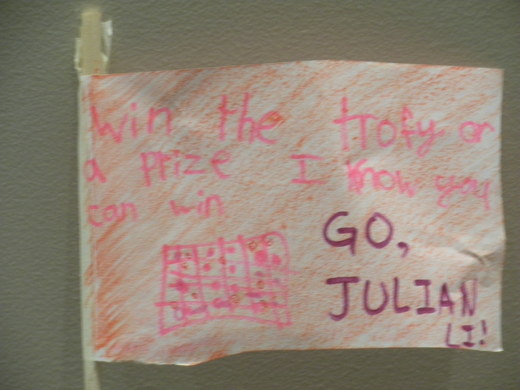 win the trofy or
a prize I know you
can win
GO,
JULIAN
LI!